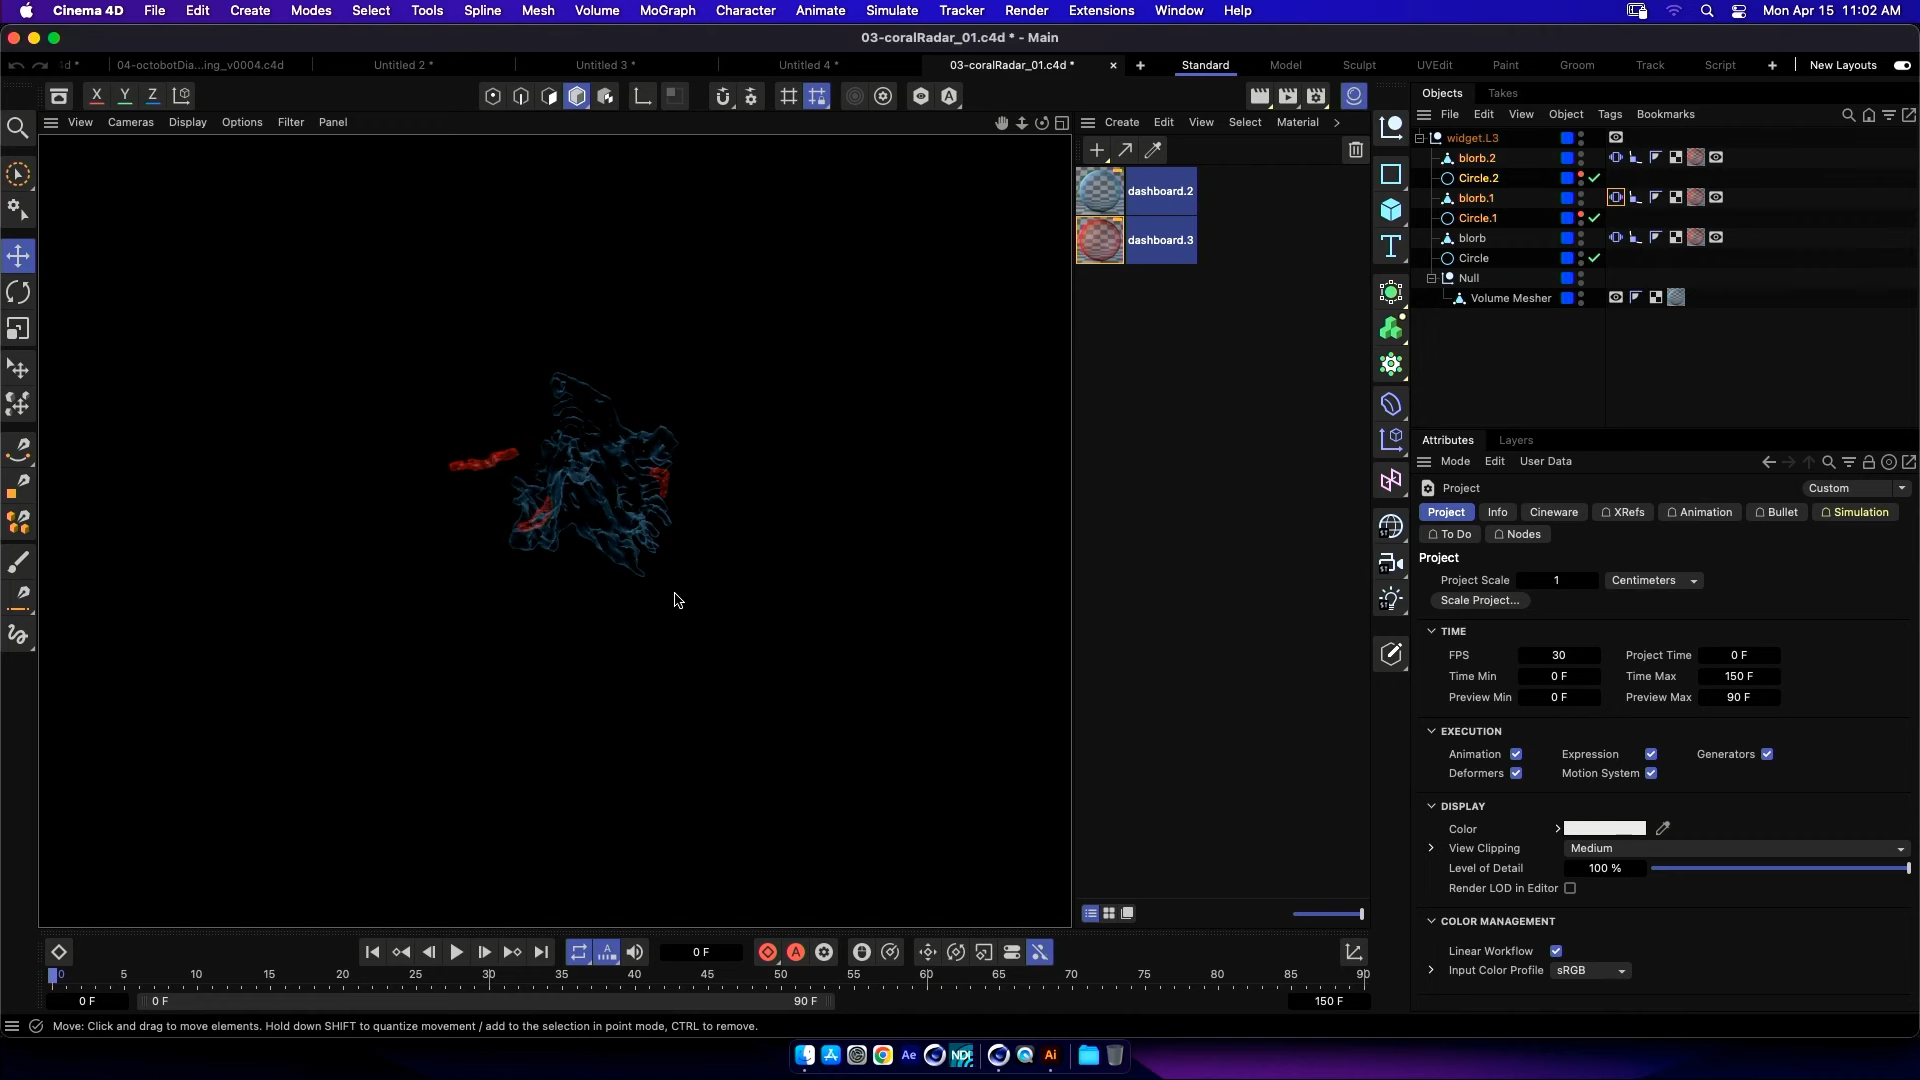 Cinema 4D File Edit Create Modes Select Tools Spline Mesh Volume MoGraph Character Animate Simulate Tracker Render Extensions Window Help Mon Apr 15 11:02 AM
03-coralRadar_01.c4d * - Main
4d * 04-octobotDia...ing_v0004.c4d Untitled 2 * Untitled 3 * Untitled 4 * 03-coralRadar_01.c4d * Standard Model Sculpt UVEdit Paint Groom Track Script New Layouts
X Y Z
Objects Takes
File Edit View Object Tags Bookmarks
View Cameras Display Options Filter Panel
Create Edit View Select Material
dashboard.2
dashboard.3
widget.L3
blorb.2
Circle.2
blorb.1
Circle.1
blorb
Circle
Null
Volume Mesher
Attributes Layers
Mode Edit User Data
Project Custom
Project Info Cineware XRefs Animation Bullet Simulation
To Do Nodes
Project
Project Scale 1 Centimeters
Scale Project...
TIME
FPS 30 Project Time 0 F
Time Min 0 F Time Max 150 F
Preview Min 0 F Preview Max 90 F
EXECUTION
Animation Expression Generators
Deformers Motion System
DISPLAY
Color
View Clipping Medium
Level of Detail 100 %
Render LOD in Editor
COLOR MANAGEMENT
Linear Workflow
Input Color Profile sRGB
0 F
0 5 10 15 20 25 30 35 40 45 50 55 60 65 70 75 80 85 90
0 F 0 F 90 F 150 F
Move: Click and drag to move elements. Hold down SHIFT to quantize movement / add to the selection in point mode, CTRL to remove.
Ae NDI Ai